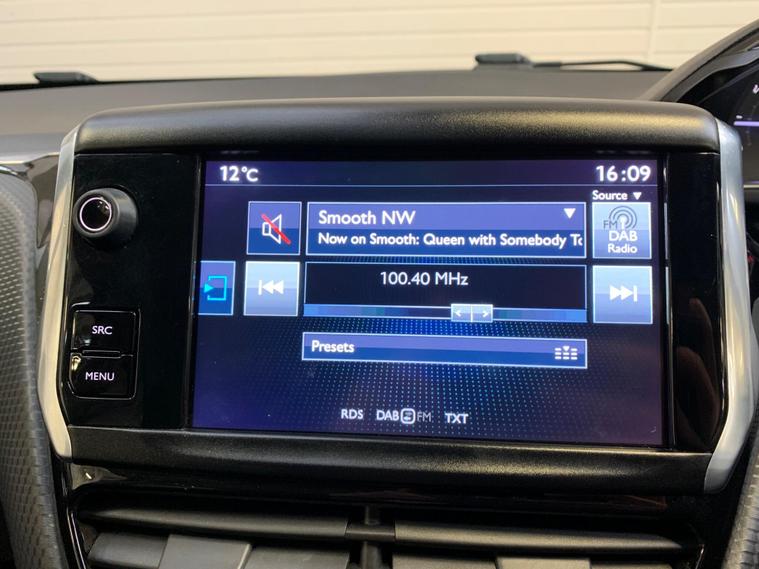 12°C
16:09
Source ▼
Smooth NW
Now on Smooth: Queen with Somebody
FM
DAB
Radio
100.40 MHz
SRC
MENU
Presets
RDS DAB FM TXT